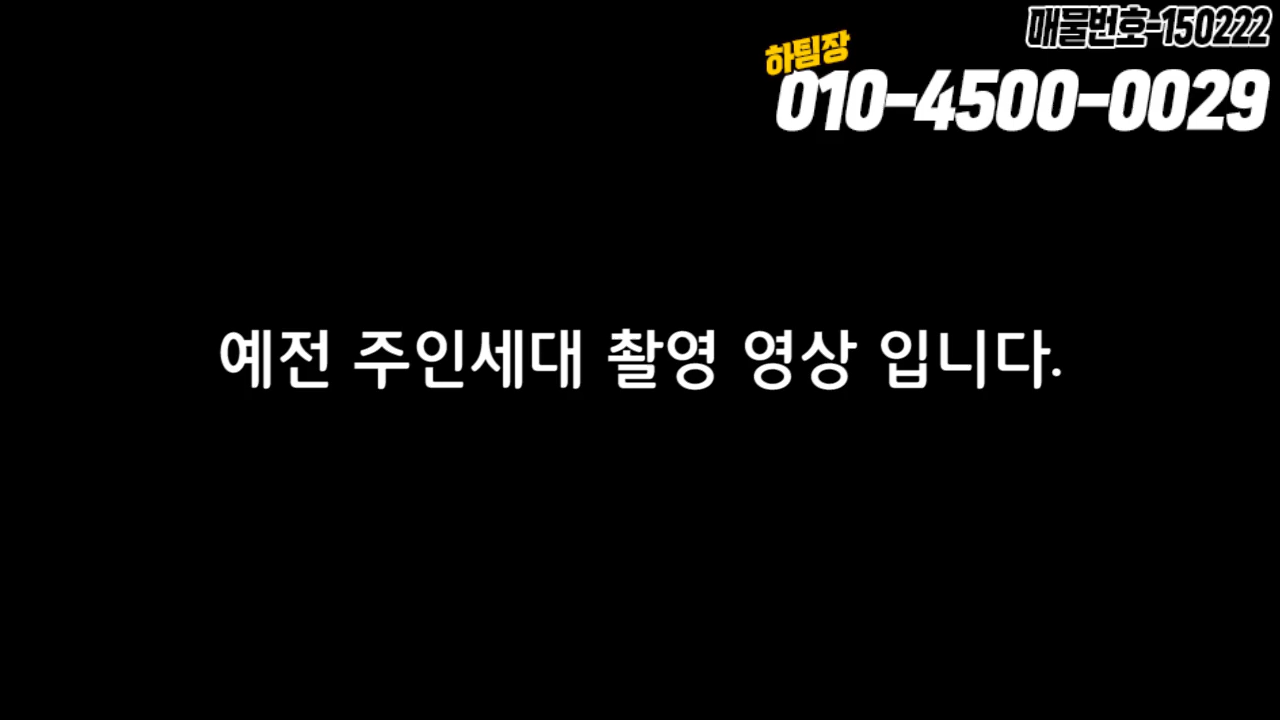 매물번호-150222
하팀장
010-4500-0029
예전 주인세대 촬영 영상 입니다.